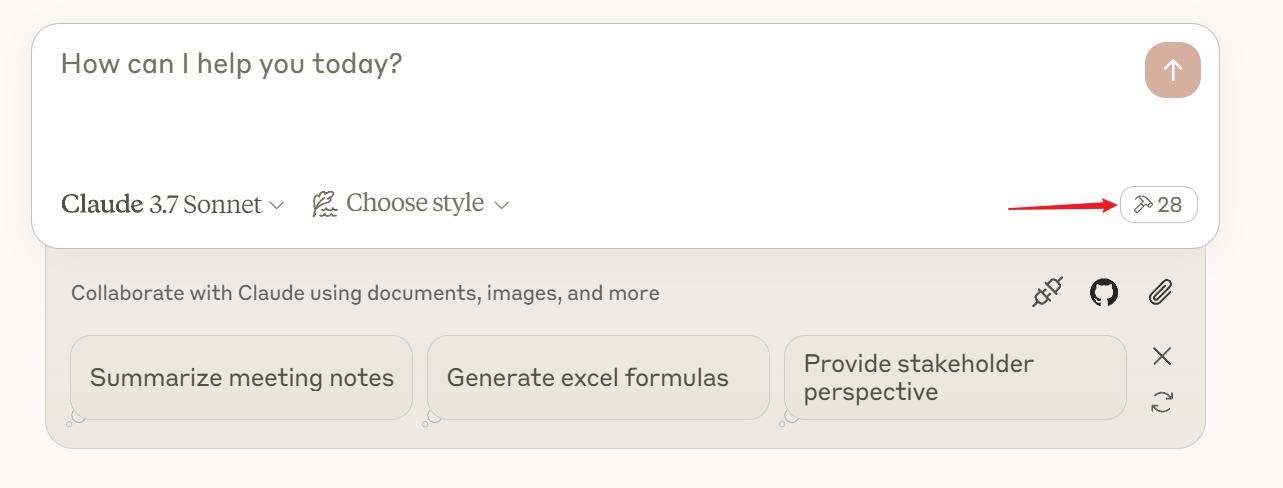 How can I help you today?
Claude 3.7 Sonnet
Choose style
28
Collaborate with Claude using documents, images, and more
Summarize meeting notes
Generate excel formulas
Provide stakeholder
perspective